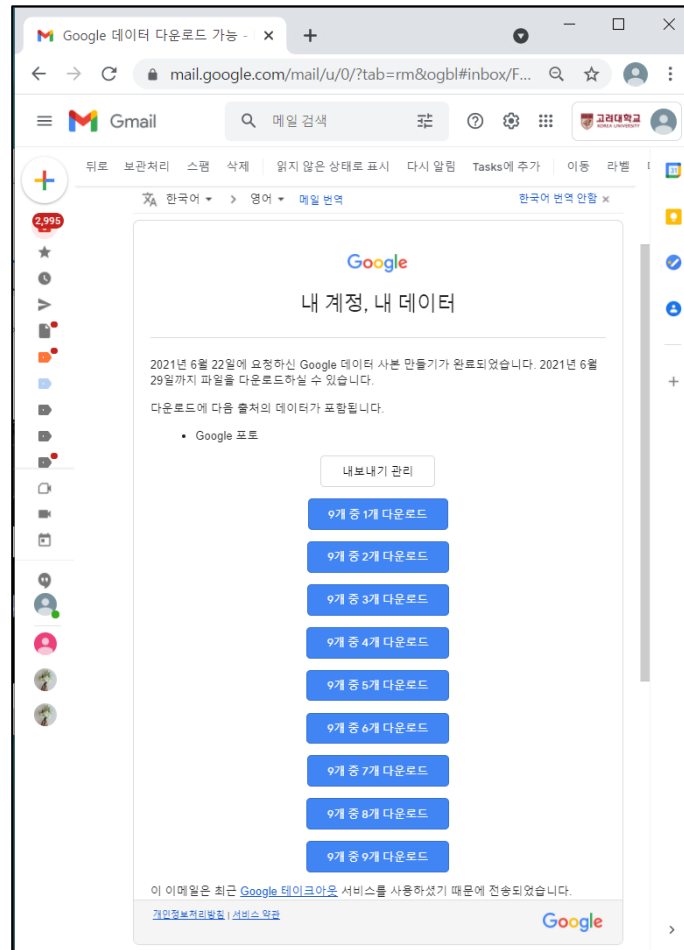 Google 데이터 다운로드 가능 -
mail.google.com/mail/u/0/?tab=rm&ogbl#inbox/F...
Gmail
메일 검색
고려대학교
KOREA UNIVERSITY
뒤로 보관처리 스팸 삭제 읽지 않은 상태로 표시 다시 알림 Tasks에 추가 이동 라벨
한국어 영어 메일 번역 한국어 번역 안함 ×
2,995
31
Google
내 계정, 내 데이터
2021년 6월 22일에 요청하신 Google 데이터 사본 만들기가 완료되었습니다. 2021년 6월
29일까지 파일을 다운로드하실 수 있습니다.
다운로드에 다음 출처의 데이터가 포함됩니다.
• Google 포토
내보내기 관리
9개 중 1개 다운로드
9개 중 2개 다운로드
9개 중 3개 다운로드
9개 중 4개 다운로드
9개 중 5개 다운로드
9개 중 6개 다운로드
9개 중 7개 다운로드
9개 중 8개 다운로드
9개 중 9개 다운로드
이 이메일은 최근 Google 테이크아웃 서비스를 사용하셨기 때문에 전송되었습니다.
개인정보처리방침 | 서비스 약관
Google